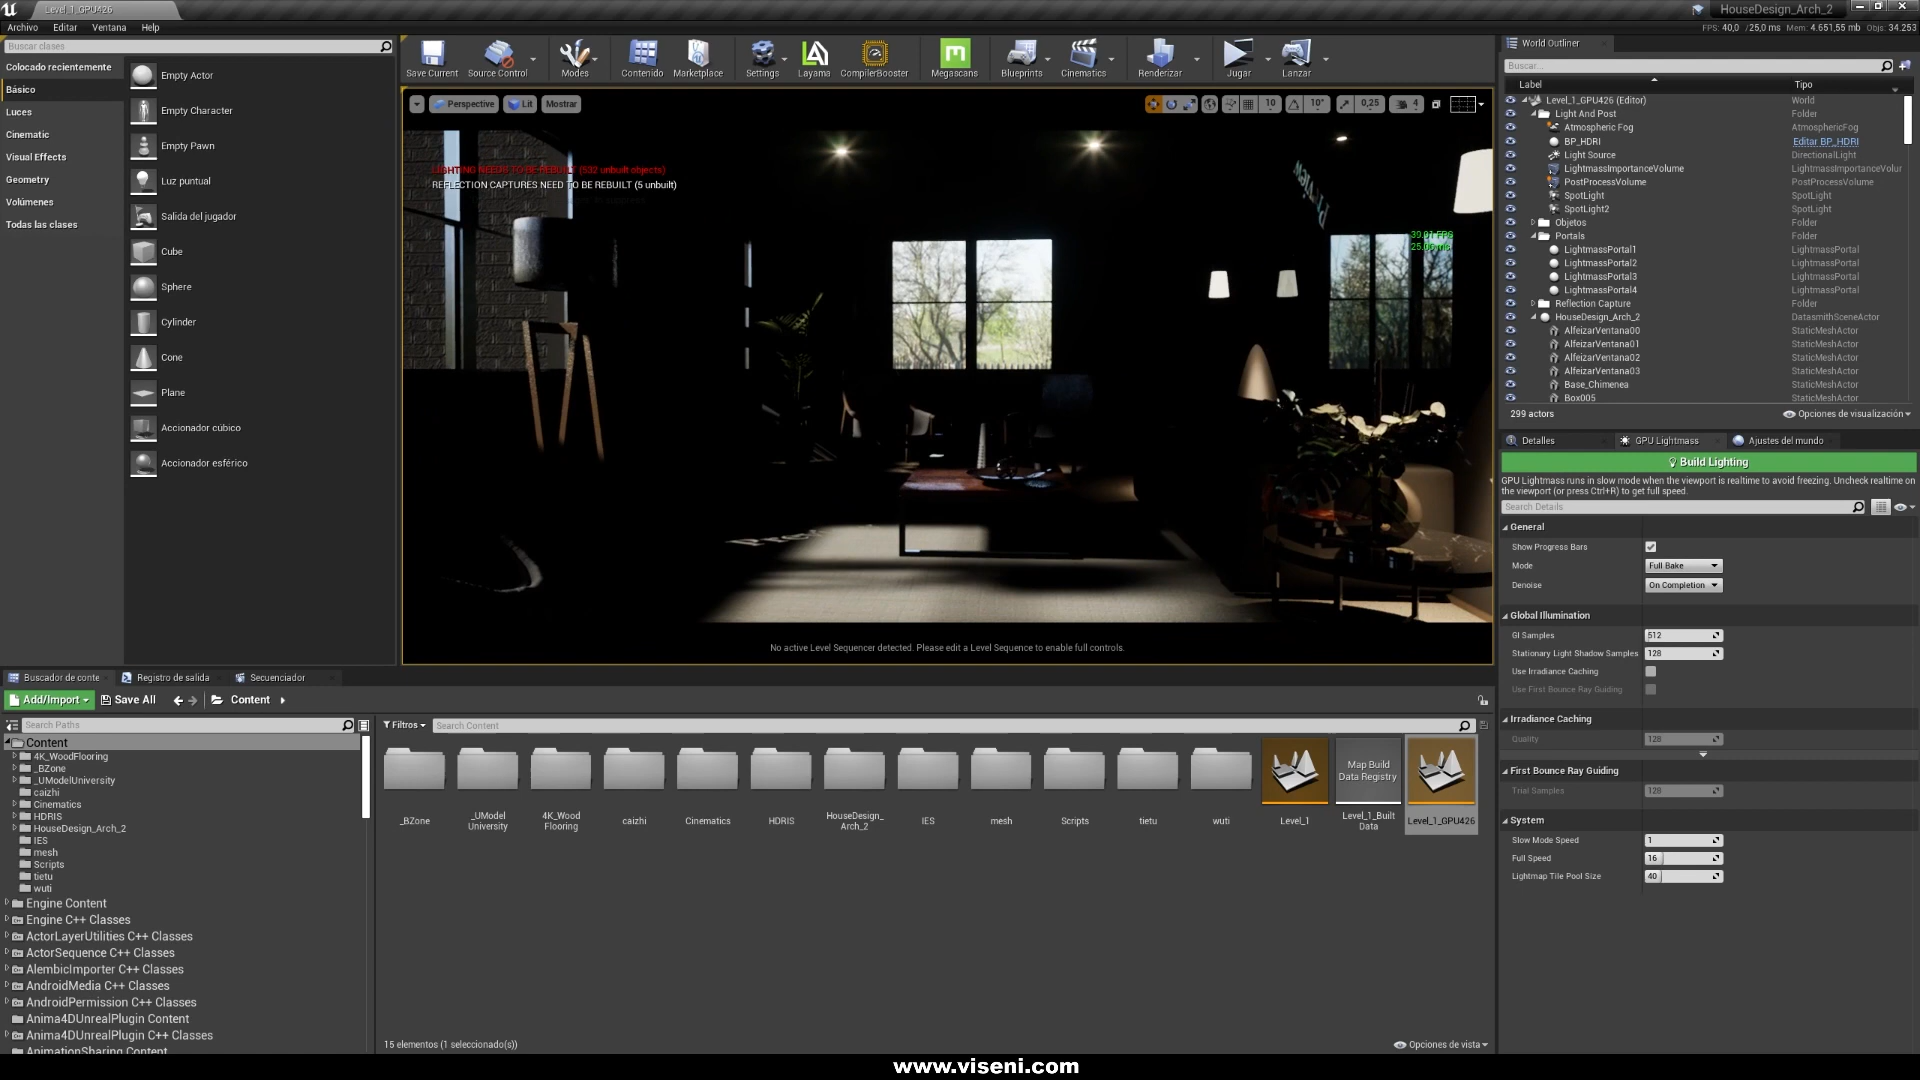 Level_1_GPU426
HouseDesign_Arch_2
Archivo Editar Ventana Help
FPS: 40,0 /25,0 ms Mem: 4.651,55 mb Objs: 34.253
Buscar clases
Colocado recientemente
Básico
Luces
Cinematic
Visual Effects
Geometry
Volúmenes
Todas las clases
Empty Actor
Empty Character
Empty Pawn
Luz puntual
Salida del jugador
Cube
Sphere
Cylinder
Cone
Plane
Accionador cúbico
Accionador esférico
Save Current Source Control Modes Contenido Marketplace Settings Layama CompilerBooster Megascans Blueprints Cinematics Renderizar Jugar Lanzar
Perspective Lit Mostrar
10 10° 0,25 4
LIGHTING NEEDS TO BE REBUILT (532 unbuilt objects)
REFLECTION CAPTURES NEED TO BE REBUILT (5 unbuilt)
No active Level Sequencer detected. Please edit a Level Sequence to enable full controls.
World Outliner
Buscar...
Label Tipo
Level_1_GPU426 (Editor) World
Light And Post Folder
Atmospheric Fog AtmosphericFog
BP_HDRI Editar BP_HDRI
Light Source DirectionalLight
LightmassImportanceVolume LightmassImportanceVolur
PostProcessVolume PostProcessVolume
SpotLight SpotLight
SpotLight2 SpotLight
Objetos Folder
Portals Folder
LightmassPortal1 LightmassPortal
LightmassPortal2 LightmassPortal
LightmassPortal3 LightmassPortal
LightmassPortal4 LightmassPortal
Reflection Capture Folder
HouseDesign_Arch_2 DatasmithSceneActor
AlfeizarVentana00 StaticMeshActor
AlfeizarVentana01 StaticMeshActor
AlfeizarVentana02 StaticMeshActor
AlfeizarVentana03 StaticMeshActor
Base_Chimenea StaticMeshActor
Box005 StaticMeshActor
299 actors Opciones de visualización
Detalles GPU Lightmass Ajustes del mundo
Build Lighting
GPU Lightmass runs in slow mode when the viewport is realtime to avoid freezing. Uncheck realtime on
the viewport (or press Ctrl+R) to get full speed.
Search Details
General
Show Progress Bars
Mode Full Bake
Denoise On Completion
Global Illumination
GI Samples 512
Stationary Light Shadow Samples 128
Use Irradiance Caching
Use First Bounce Ray Guiding
Irradiance Caching
Quality 128
First Bounce Ray Guiding
Trial Samples 128
System
Slow Mode Speed 1
Full Speed 16
Lightmap Tile Pool Size 40
Buscador de conte Registro de salida Secuenciador
Add/Import Save All Content
Search Paths
Filtros Search Content
Content
4K_WoodFlooring
_BZone
_UModelUniversity
caizhi
Cinematics
HDRIS
HouseDesign_Arch_2
IES
mesh
Scripts
tietu
wuti
Engine Content
Engine C++ Classes
ActorLayerUtilities C++ Classes
ActorSequence C++ Classes
AlembicImporter C++ Classes
AndroidMedia C++ Classes
AndroidPermission C++ Classes
Anima4DUnrealPlugin Content
Anima4DUnrealPlugin C++ Classes
AnimationSharing Content
Map Build
Data Registry
_BZone
_UModel
University
4K_Wood
Flooring
caizhi
Cinematics
HDRIS
HouseDesign_
Arch_2
IES
mesh
Scripts
tietu
wuti
Level_1
Level_1_Built
Data
Level_1_GPU426
15 elementos (1 seleccionado(s))
Opciones de vista
www.viseni.com